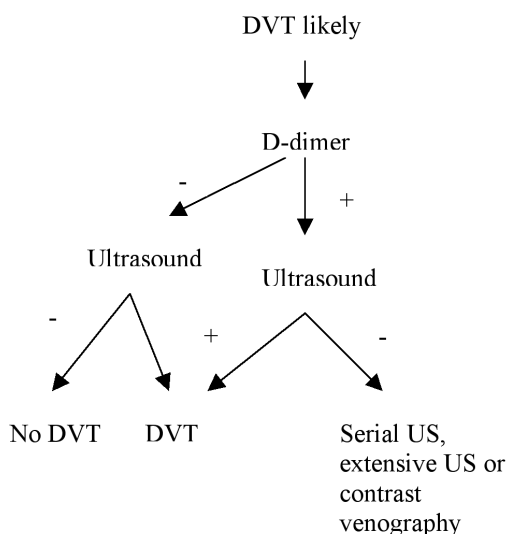 DVT likely
D-dimer
-
+
Ultrasound
Ultrasound
-
+
-
No DVT
DVT
Serial US,
extensive US or
contrast
venography